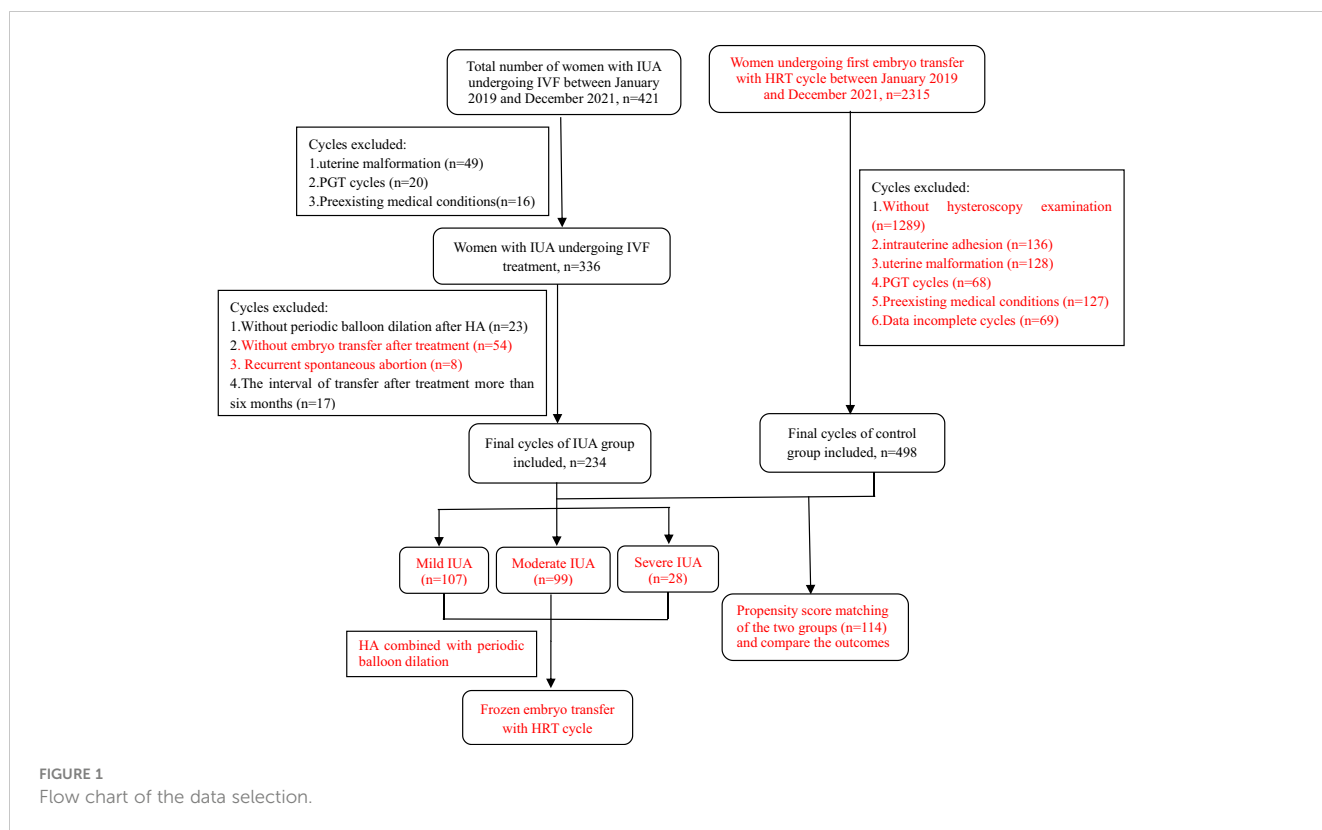 Total number of women with IUA
undergoing IVF between January
2019 and December 2021, n=421
Women undergoing first embryo transfer
with HRT cycle between January 2019
and December 2021, n=2315
Cycles excluded:
1.uterine malformation (n=49)
2.PGT cycles (n=20)
3.Preexisting medical conditions(n=16)
Cycles excluded:
1.Without hysteroscopy examination
(n=1289)
2.intrauterine adhesion (n=136)
3.uterine malformation (n=128)
4.PGT cycles (n=68)
5.Preexisting medical conditions (n=127)
6.Data incomplete cycles (n=69)
Women with IUA undergoing IVF
treatment, n=336
Cycles excluded:
1.Without periodic balloon dilation after HA (n=23)
2.Without embryo transfer after treatment (n=54)
3. Recurrent spontaneous abortion (n=8)
4.The interval of transfer after treatment more than
six months (n=17)
Final cycles of IUA group
included, n=234
Final cycles of control
group included, n=498
Mild IUA
(n=107)
Moderate IUA
(n=99)
Severe IUA
(n=28)
Propensity score matching
of the two groups (n=114)
and compare the outcomes
HA combined with periodic
balloon dilation
Frozen embryo transfer
with HRT cycle
FIGURE 1
Flow chart of the data selection.